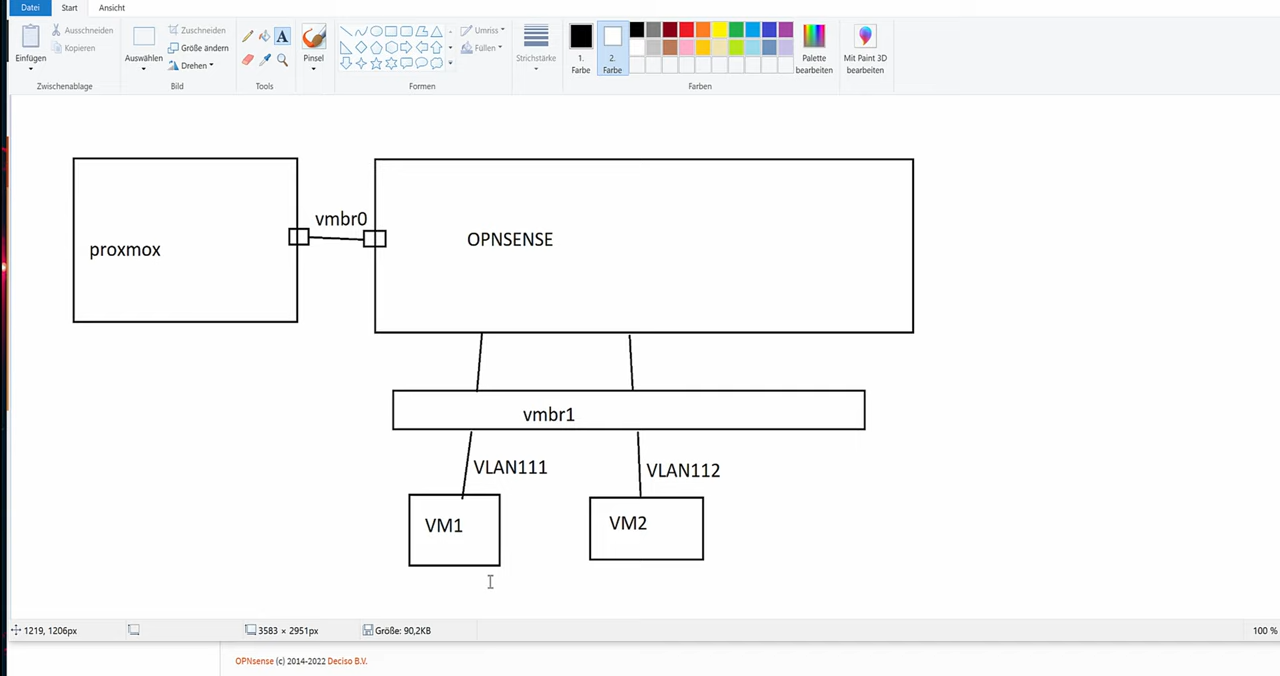 Datei Start Ansicht
Einfügen
Ausschneiden
Kopieren
Zwischenablage
Auswählen
Zuschneiden
Größe ändern
Drehen
Bild
A
Tools
Pinsel
Umriss
Füllen
Formen
Strichstärke
1.
Farbe
2.
Farbe
Palette
bearbeiten
Mit Paint 3D
bearbeiten
Farben
vmbr0
proxmox
OPNSENSE
vmbr1
VLAN111
VLAN112
VM1
VM2
1219, 1206px
3583 × 2951px
Größe: 90,2KB
100 %
OPNsense (c) 2014-2022 Deciso B.V.